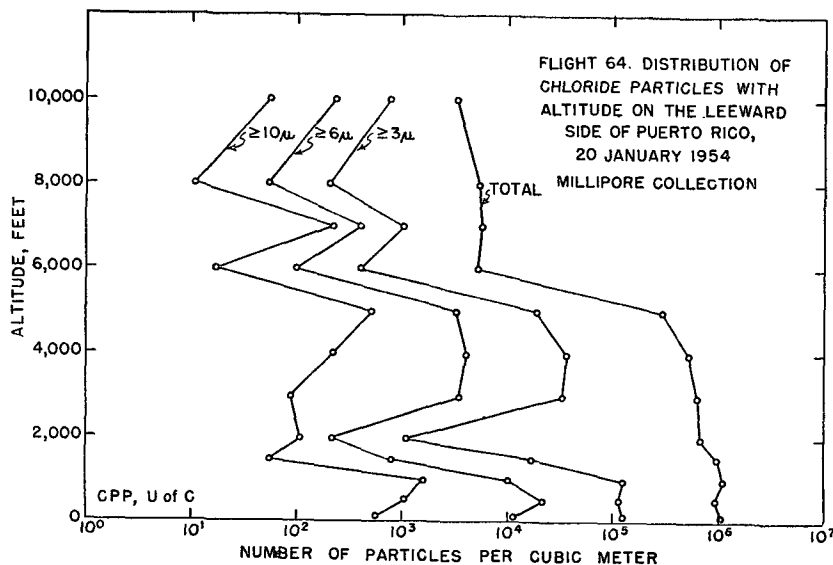 FLIGHT 64. DISTRIBUTION OF
CHLORIDE PARTICLES WITH
ALTITUDE ON THE LEEWARD
SIDE OF PUERTO RICO,
20 JANUARY 1954
MILLIPORE COLLECTION
≥10μ
≥6μ
≥3μ
TOTAL
ALTITUDE, FEET
10,000
8,000
6,000
4,000
2,000
0
CPP, U of C
10⁰
10¹
10²
10³
10⁴
10⁵
10⁶
10⁷
NUMBER OF PARTICLES PER CUBIC METER